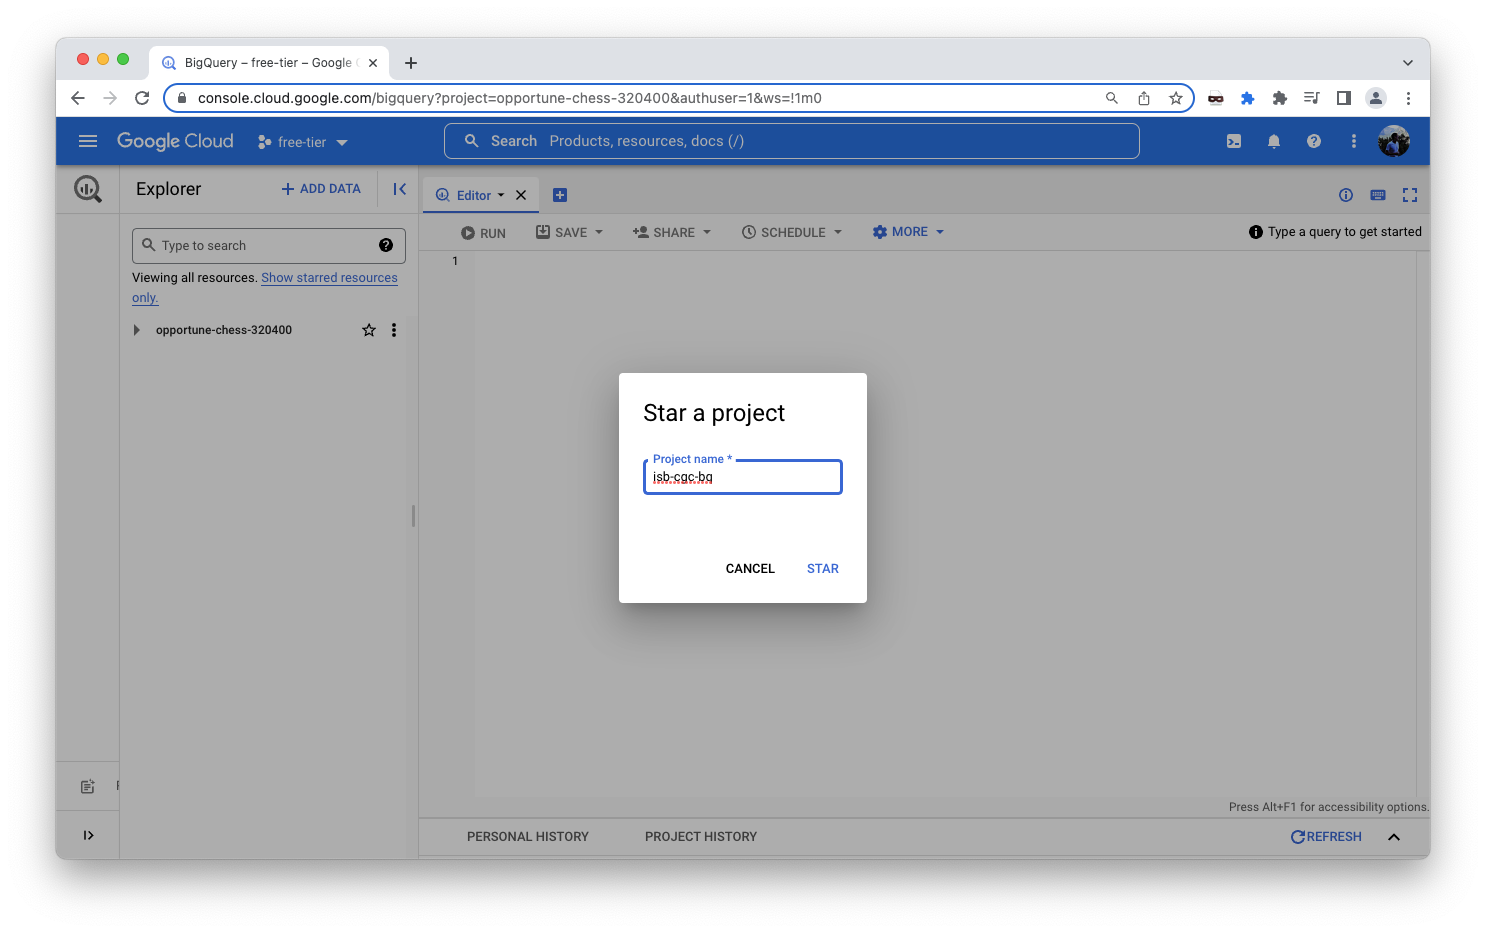 BigQuery – free-tier – Google
console.cloud.google.com/bigquery?project=opportune-chess-320400&authuser=1&ws=!1m0
Google Cloud
free-tier
Search Products, resources, docs (/)
Explorer
+ ADD DATA
Editor
RUN
SAVE
SHARE
SCHEDULE
MORE
Type a query to get started
Type to search
Viewing all resources. Show starred resources
only.
1
opportune-chess-320400
Star a project
Project name *
isb-cgc-bq
CANCEL
STAR
Press Alt+F1 for accessibility options.
PERSONAL HISTORY
PROJECT HISTORY
REFRESH